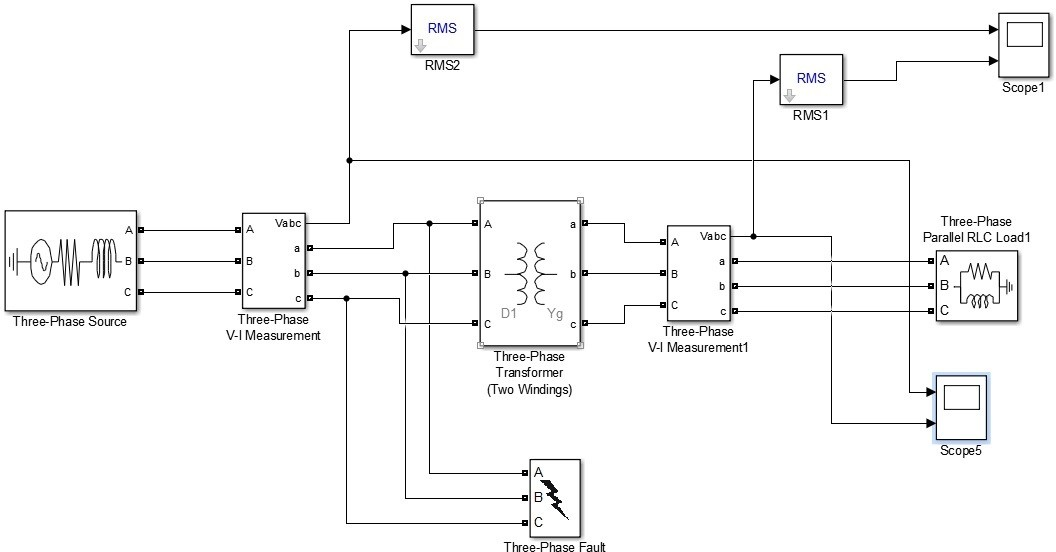 RMS
RMS2
Scope1
RMS
RMS1
A
B
C
Three-Phase Source
A
B
C
Vabc
a
b
c
Three-Phase
V-I Measurement
A
B
C
a
b
c
D1
Yg
Three-Phase
Transformer
(Two Windings)
A
B
C
Vabc
a
b
c
Three-Phase
V-I Measurement1
Three-Phase
Parallel RLC Load1
A
B
C
Scope5
A
B
C
Three-Phase Fault